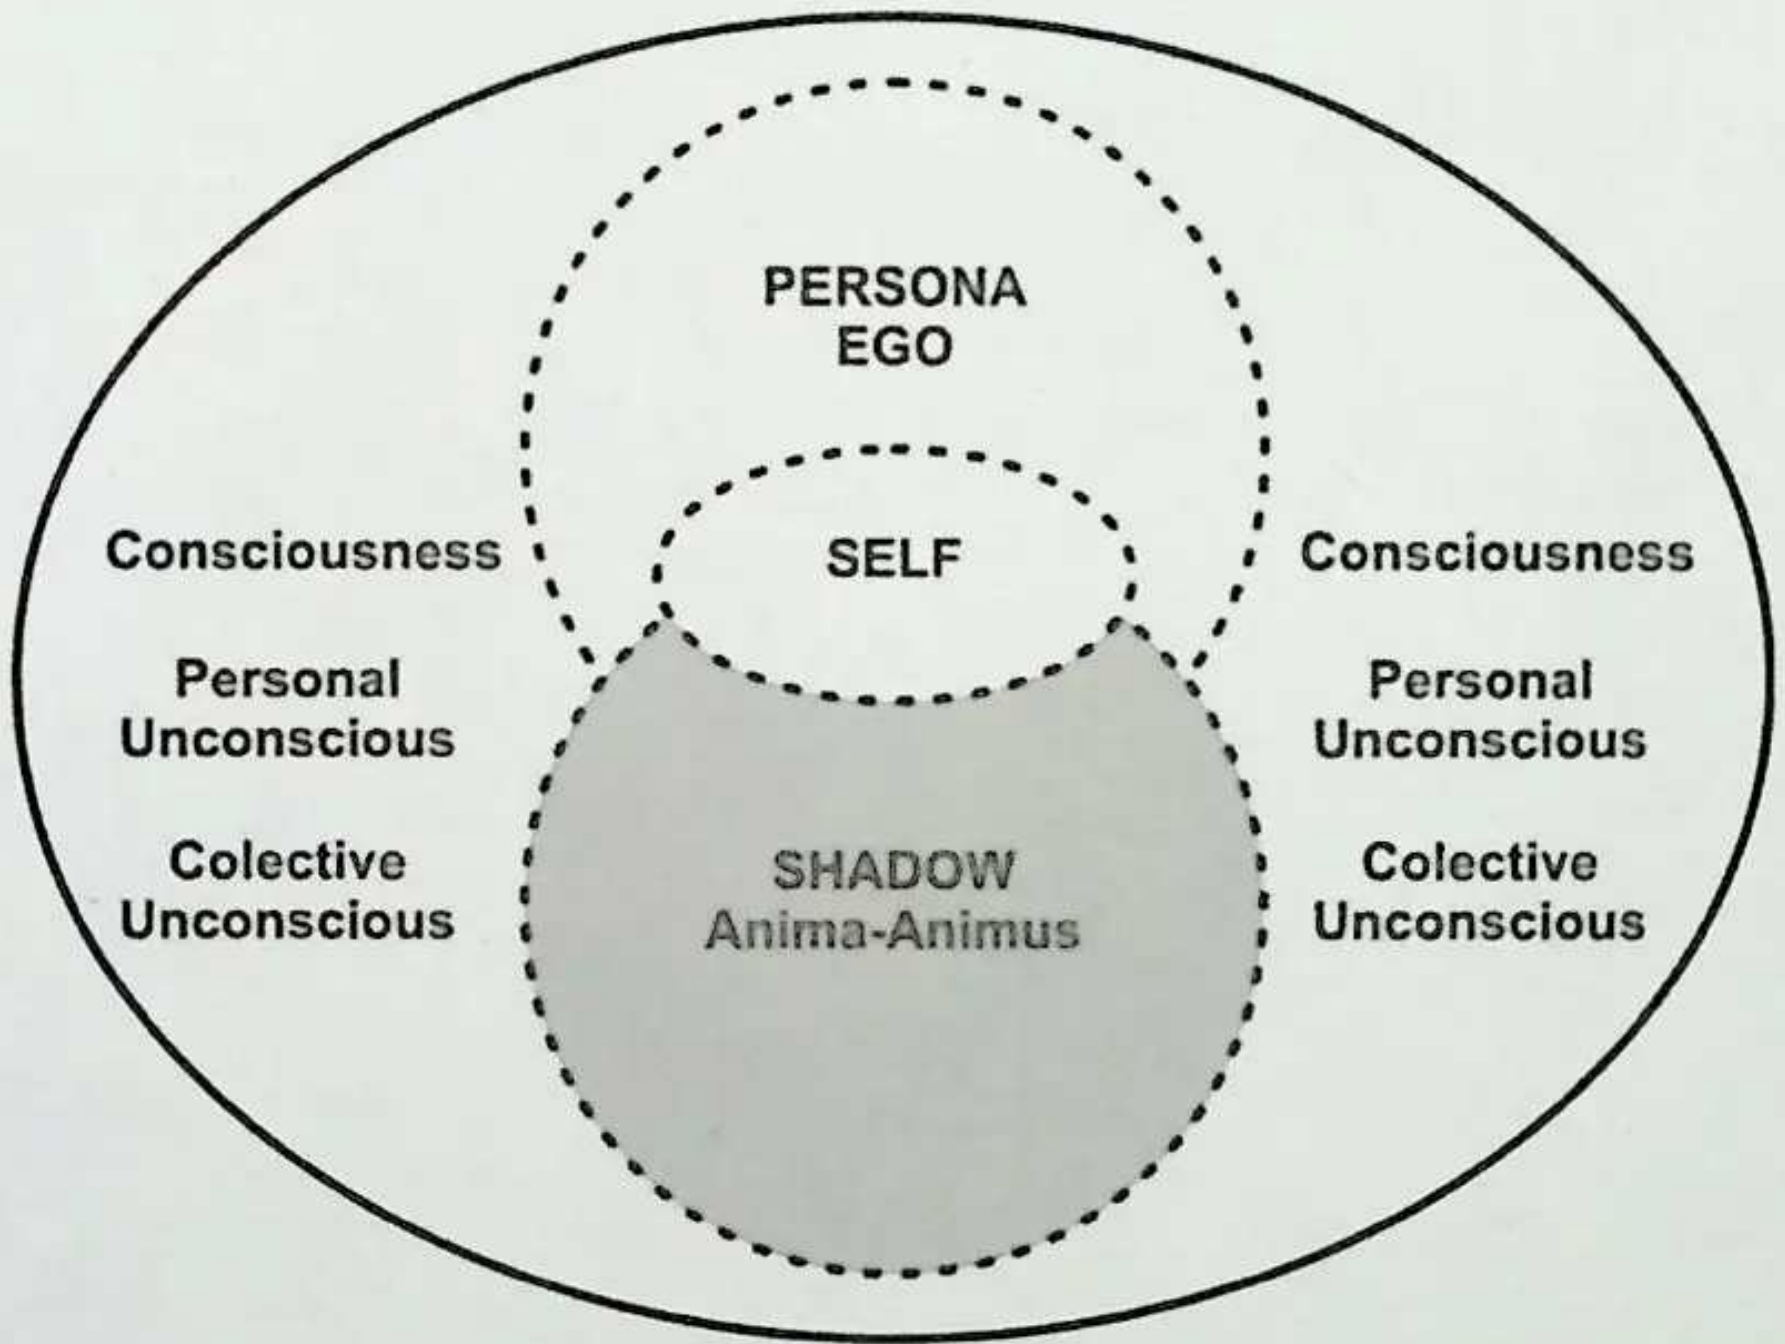 PERSONA
EGO
SELF
Consciousness
Consciousness
Personal
Unconscious
Personal
Unconscious
Colective
Unconscious
SHADOW
Anima-Animus
Colective
Unconscious